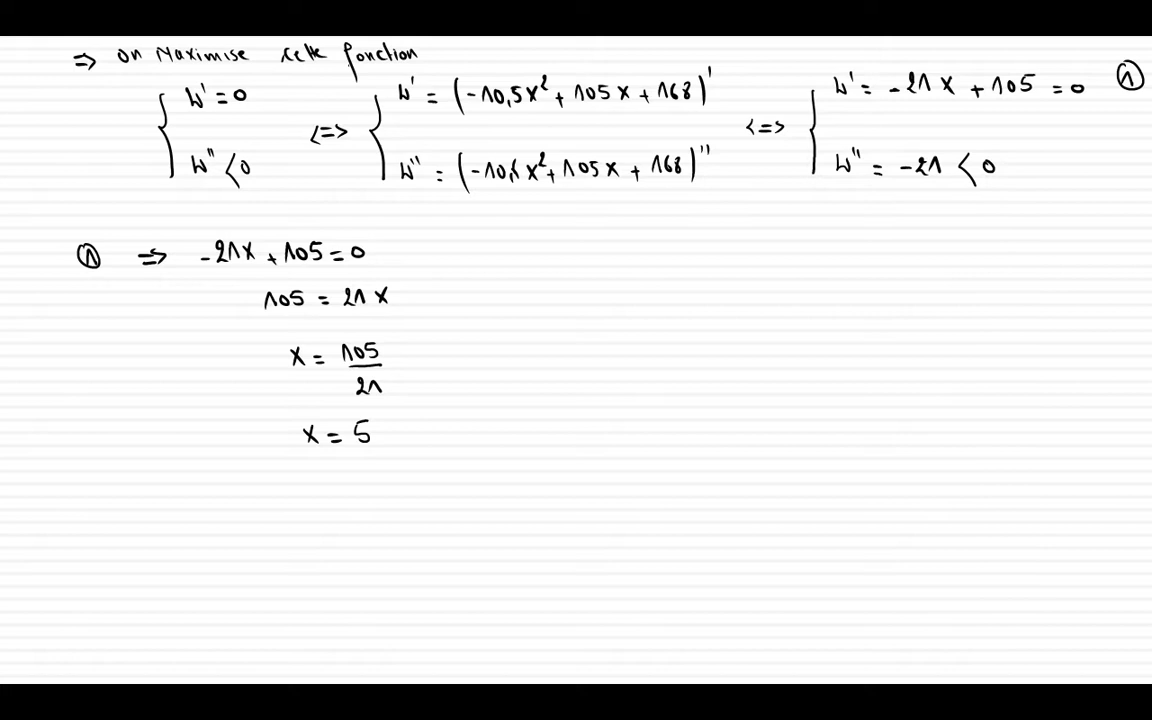 ⇒ on Maximise cette fonction
{ W' = 0 <=> { W' = (-10,5x² + 105x + 168)' <=> { W' = -21x + 105 = 0 ①
{ W'' < 0 { W'' = (-10,5x² + 105x + 168)'' { W'' = -21 < 0
① ⇒ -21x + 105 = 0
105 = 21x
x = 105/21
x = 5